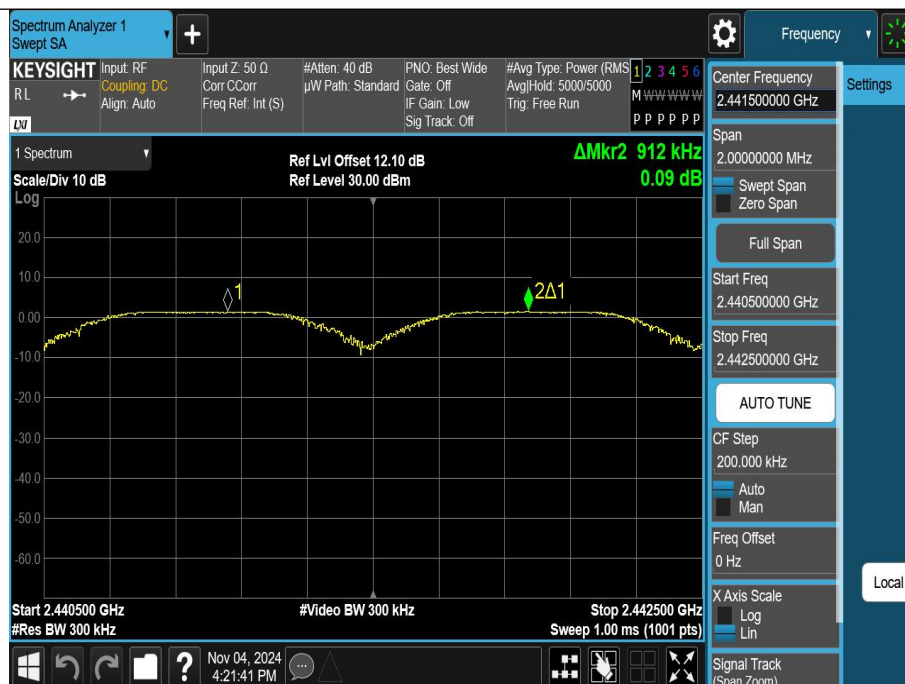 Spectrum Analyzer 1
Swept SA
Frequency
KEYSIGHT
RL
LXI
Input: RF
Coupling: DC
Align: Auto
Input Z: 50 Ω
Corr CCorr
Freq Ref: Int (S)
#Atten: 40 dB
µW Path: Standard
PNO: Best Wide
Gate: Off
IF Gain: Low
Sig Track: Off
#Avg Type: Power (RMS
Avg|Hold: 5000/5000
Trig: Free Run
1 2 3 4 5 6
M W W W W W
P P P P P P
1 Spectrum
Scale/Div 10 dB
Log
Ref Lvl Offset 12.10 dB
Ref Level 30.00 dBm
ΔMkr2 912 kHz
0.09 dB
20.0
10.0
0.00
-10.0
-20.0
-30.0
-40.0
-50.0
-60.0
1
2Δ1
Start 2.440500 GHz
#Res BW 300 kHz
#Video BW 300 kHz
Stop 2.442500 GHz
Sweep 1.00 ms (1001 pts)
Nov 04, 2024
4:21:41 PM
Center Frequency
2.441500000 GHz
Settings
Span
2.00000000 MHz
Swept Span
Zero Span
Full Span
Start Freq
2.440500000 GHz
Stop Freq
2.442500000 GHz
AUTO TUNE
CF Step
200.000 kHz
Auto
Man
Freq Offset
0 Hz
Local
X Axis Scale
Log
Lin
Signal Track
(Span Zoom)